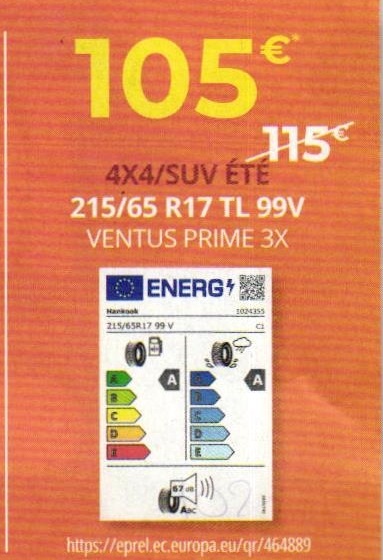 105€*
115€
4X4/SUV ÉTÉ
215/65 R17 TL 99V
VENTUS PRIME 3X
ENERG
Hankook 1024355
215/65R17 99 V C1
A A
A
B
C
D
E
A
B
C
D
E
67 dB
ABC
https://eprel.ec.europa.eu/qr/464889